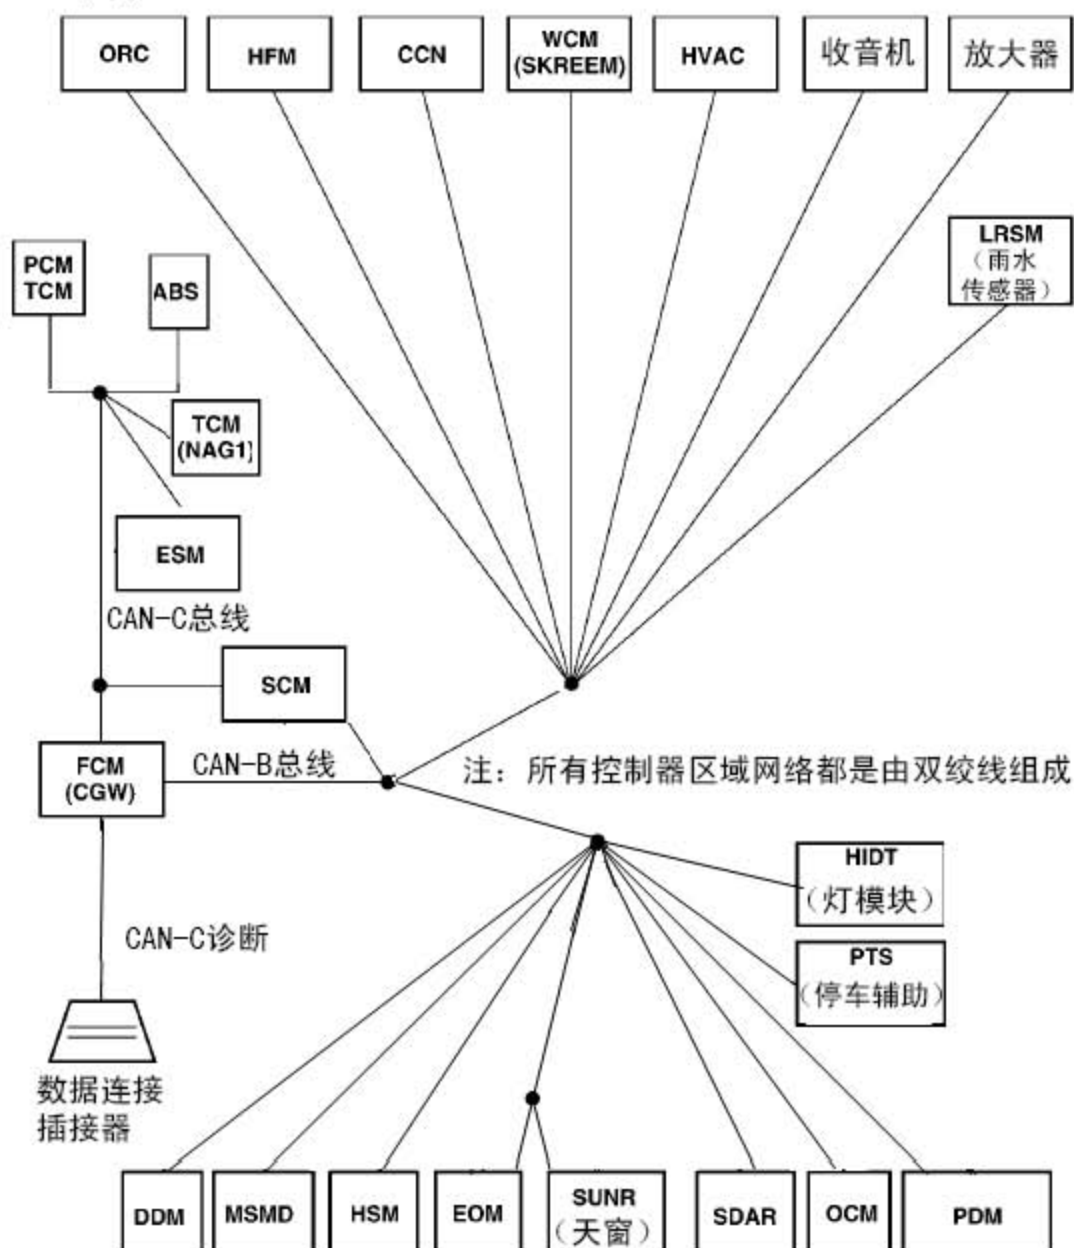 ORC
HFM
CCN
WCM
(SKREEM)
HVAC
收音机
放大器
LRSM
(雨水
传感器)
PCM
TCM
ABS
TCM
(NAG1)
ESM
CAN-C总线
SCM
FCM
(CGW)
CAN-B总线
注：所有控制器区域网络都是由双绞线组成
HIDT
(灯模块)
CAN-C诊断
PTS
(停车辅助)
数据连接
插接器
DDM
MSMD
HSM
EOM
SUNR
(天窗)
SDAR
OCM
PDM